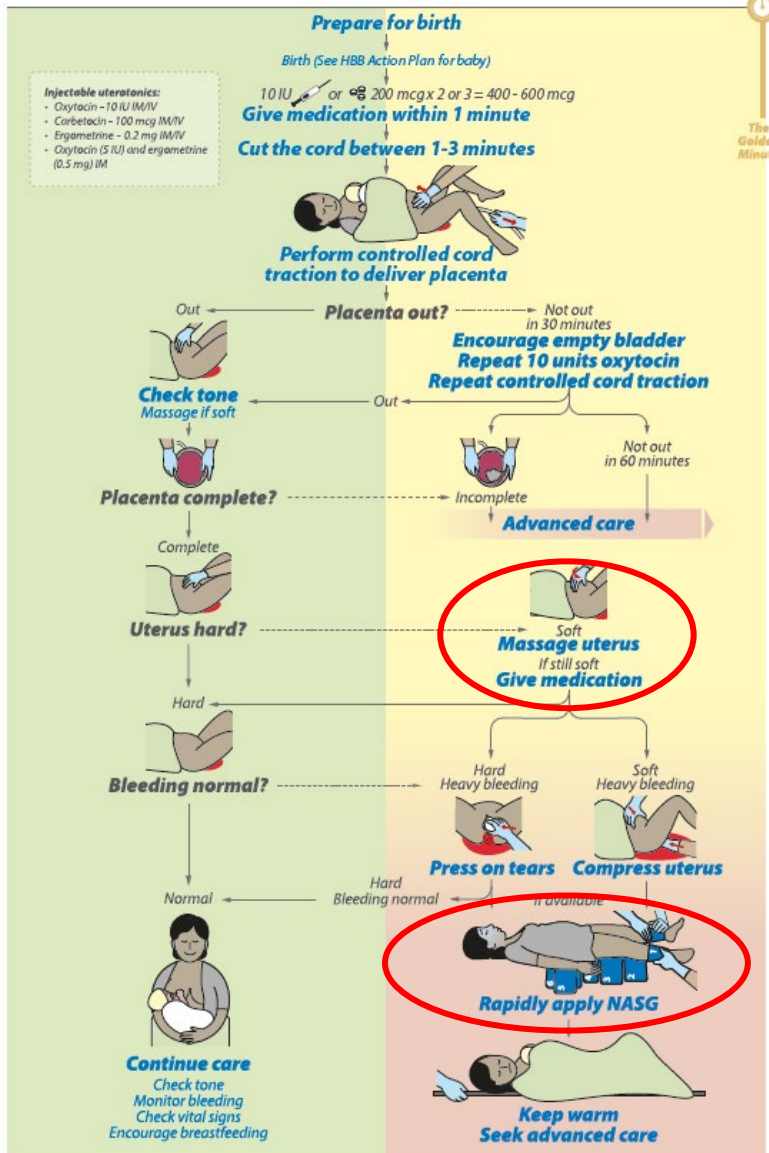 Prepare for birth
Birth (See HBB Action Plan for baby)
Injectable uterotonics:
• Oxytocin – 10 IU IM/IV
• Carbetocin – 100 mcg IM/IV
• Ergometrine – 0.2 mg IM/IV
• Oxytocin (5 IU) and ergometrine
(0.5 mg) IM
10 IU or 200 mcg x 2 or 3 = 400 - 600 mcg
Give medication within 1 minute
Cut the cord between 1-3 minutes
The
Golde
Minut
Perform controlled cord
traction to deliver placenta
Out
Placenta out?
Not out
in 30 minutes
Encourage empty bladder
Repeat 10 units oxytocin
Repeat controlled cord traction
Check tone
Massage if soft
Out
Not out
in 60 minutes
Placenta complete?
Incomplete
Advanced care
Complete
Uterus hard?
Soft
Massage uterus
If still soft
Give medication
Hard
Bleeding normal?
Hard
Heavy bleeding
Soft
Heavy bleeding
Press on tears
Compress uterus
Hard
Bleeding normal
Normal
If available
5
3
2
1
Rapidly apply NASG
Continue care
Check tone
Monitor bleeding
Check vital signs
Encourage breastfeeding
Keep warm
Seek advanced care